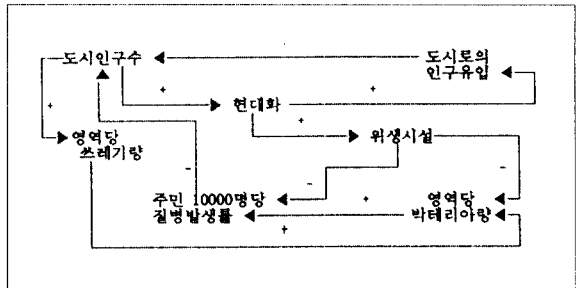 도시인구수
도시로의
인구유입
+
+
+
현대화
+
영역당
쓰레기량
위생시설
-
-
-
주민 10000명당
질병발생률
+
영역당
박테리아량
+